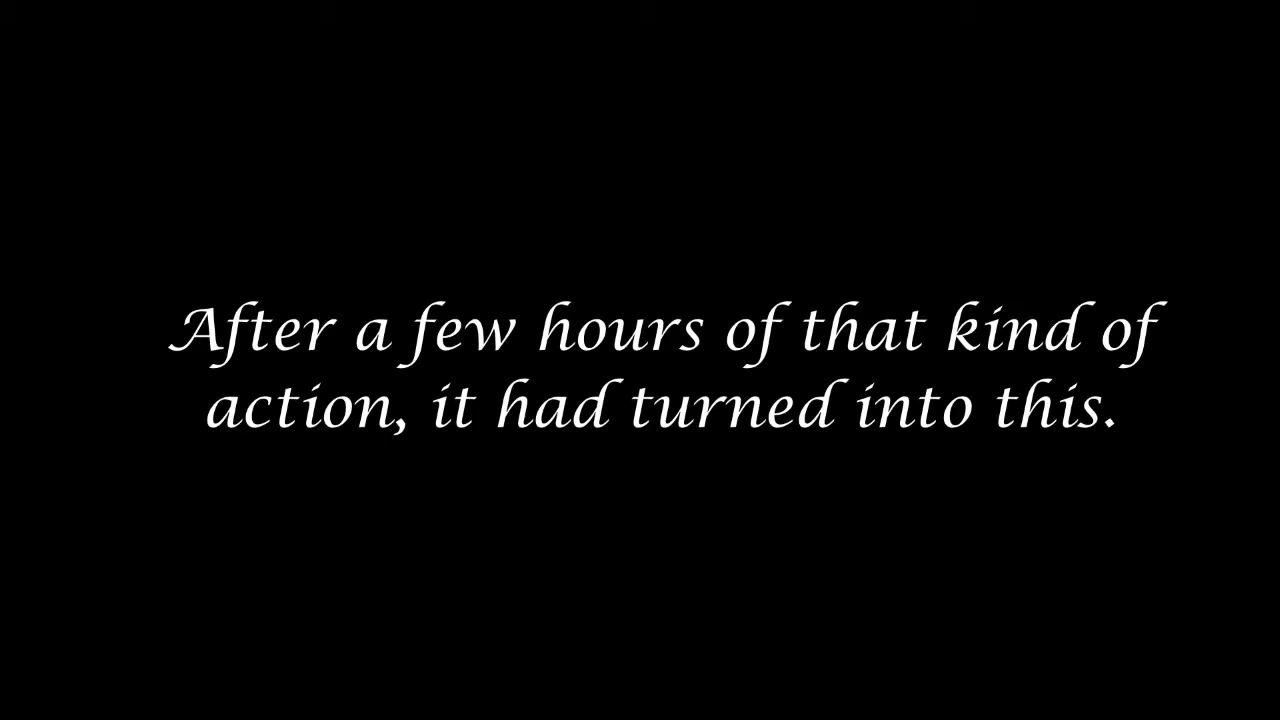 After a few hours of that kind of
action, it had turned into this.